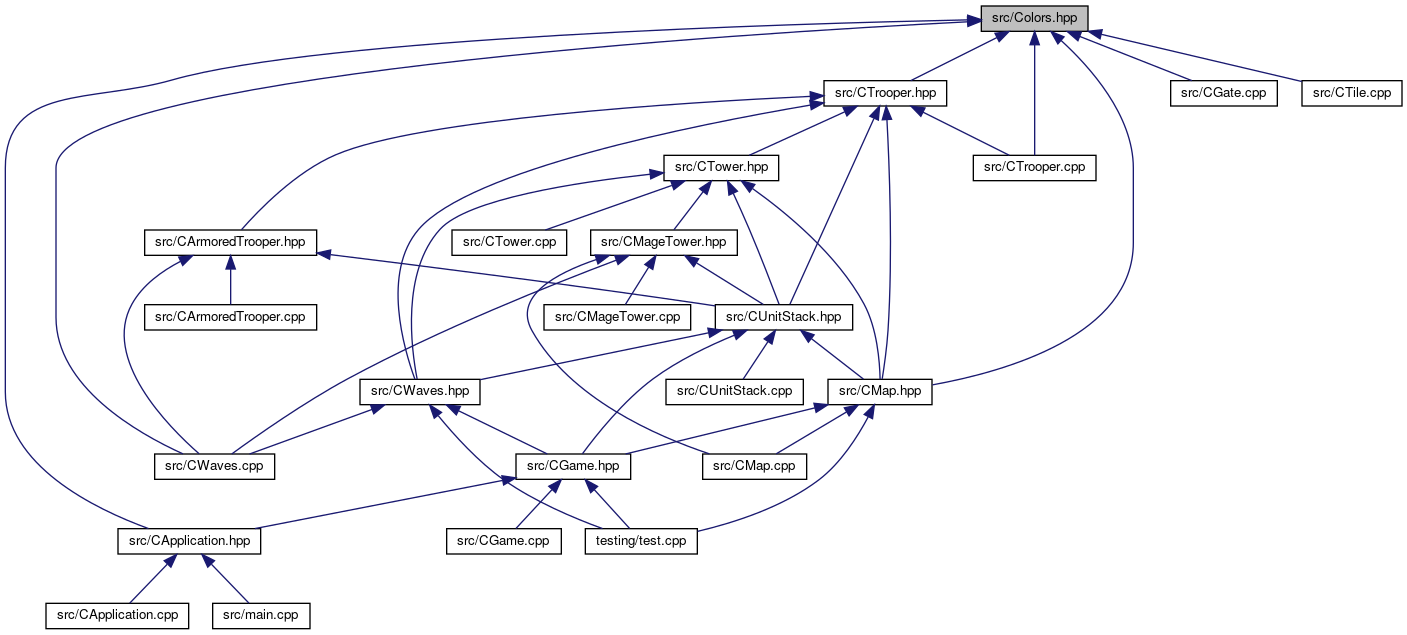 src/Colors.hpp
src/CTrooper.hpp
src/CGate.cpp
src/CTile.cpp
src/CTower.hpp
src/CTrooper.cpp
src/CArmoredTrooper.hpp
src/CTower.cpp
src/CMageTower.hpp
src/CArmoredTrooper.cpp
src/CMageTower.cpp
src/CUnitStack.hpp
src/CWaves.hpp
src/CUnitStack.cpp
src/CMap.hpp
src/CWaves.cpp
src/CGame.hpp
src/CMap.cpp
src/CApplication.hpp
src/CGame.cpp
testing/test.cpp
src/CApplication.cpp
src/main.cpp